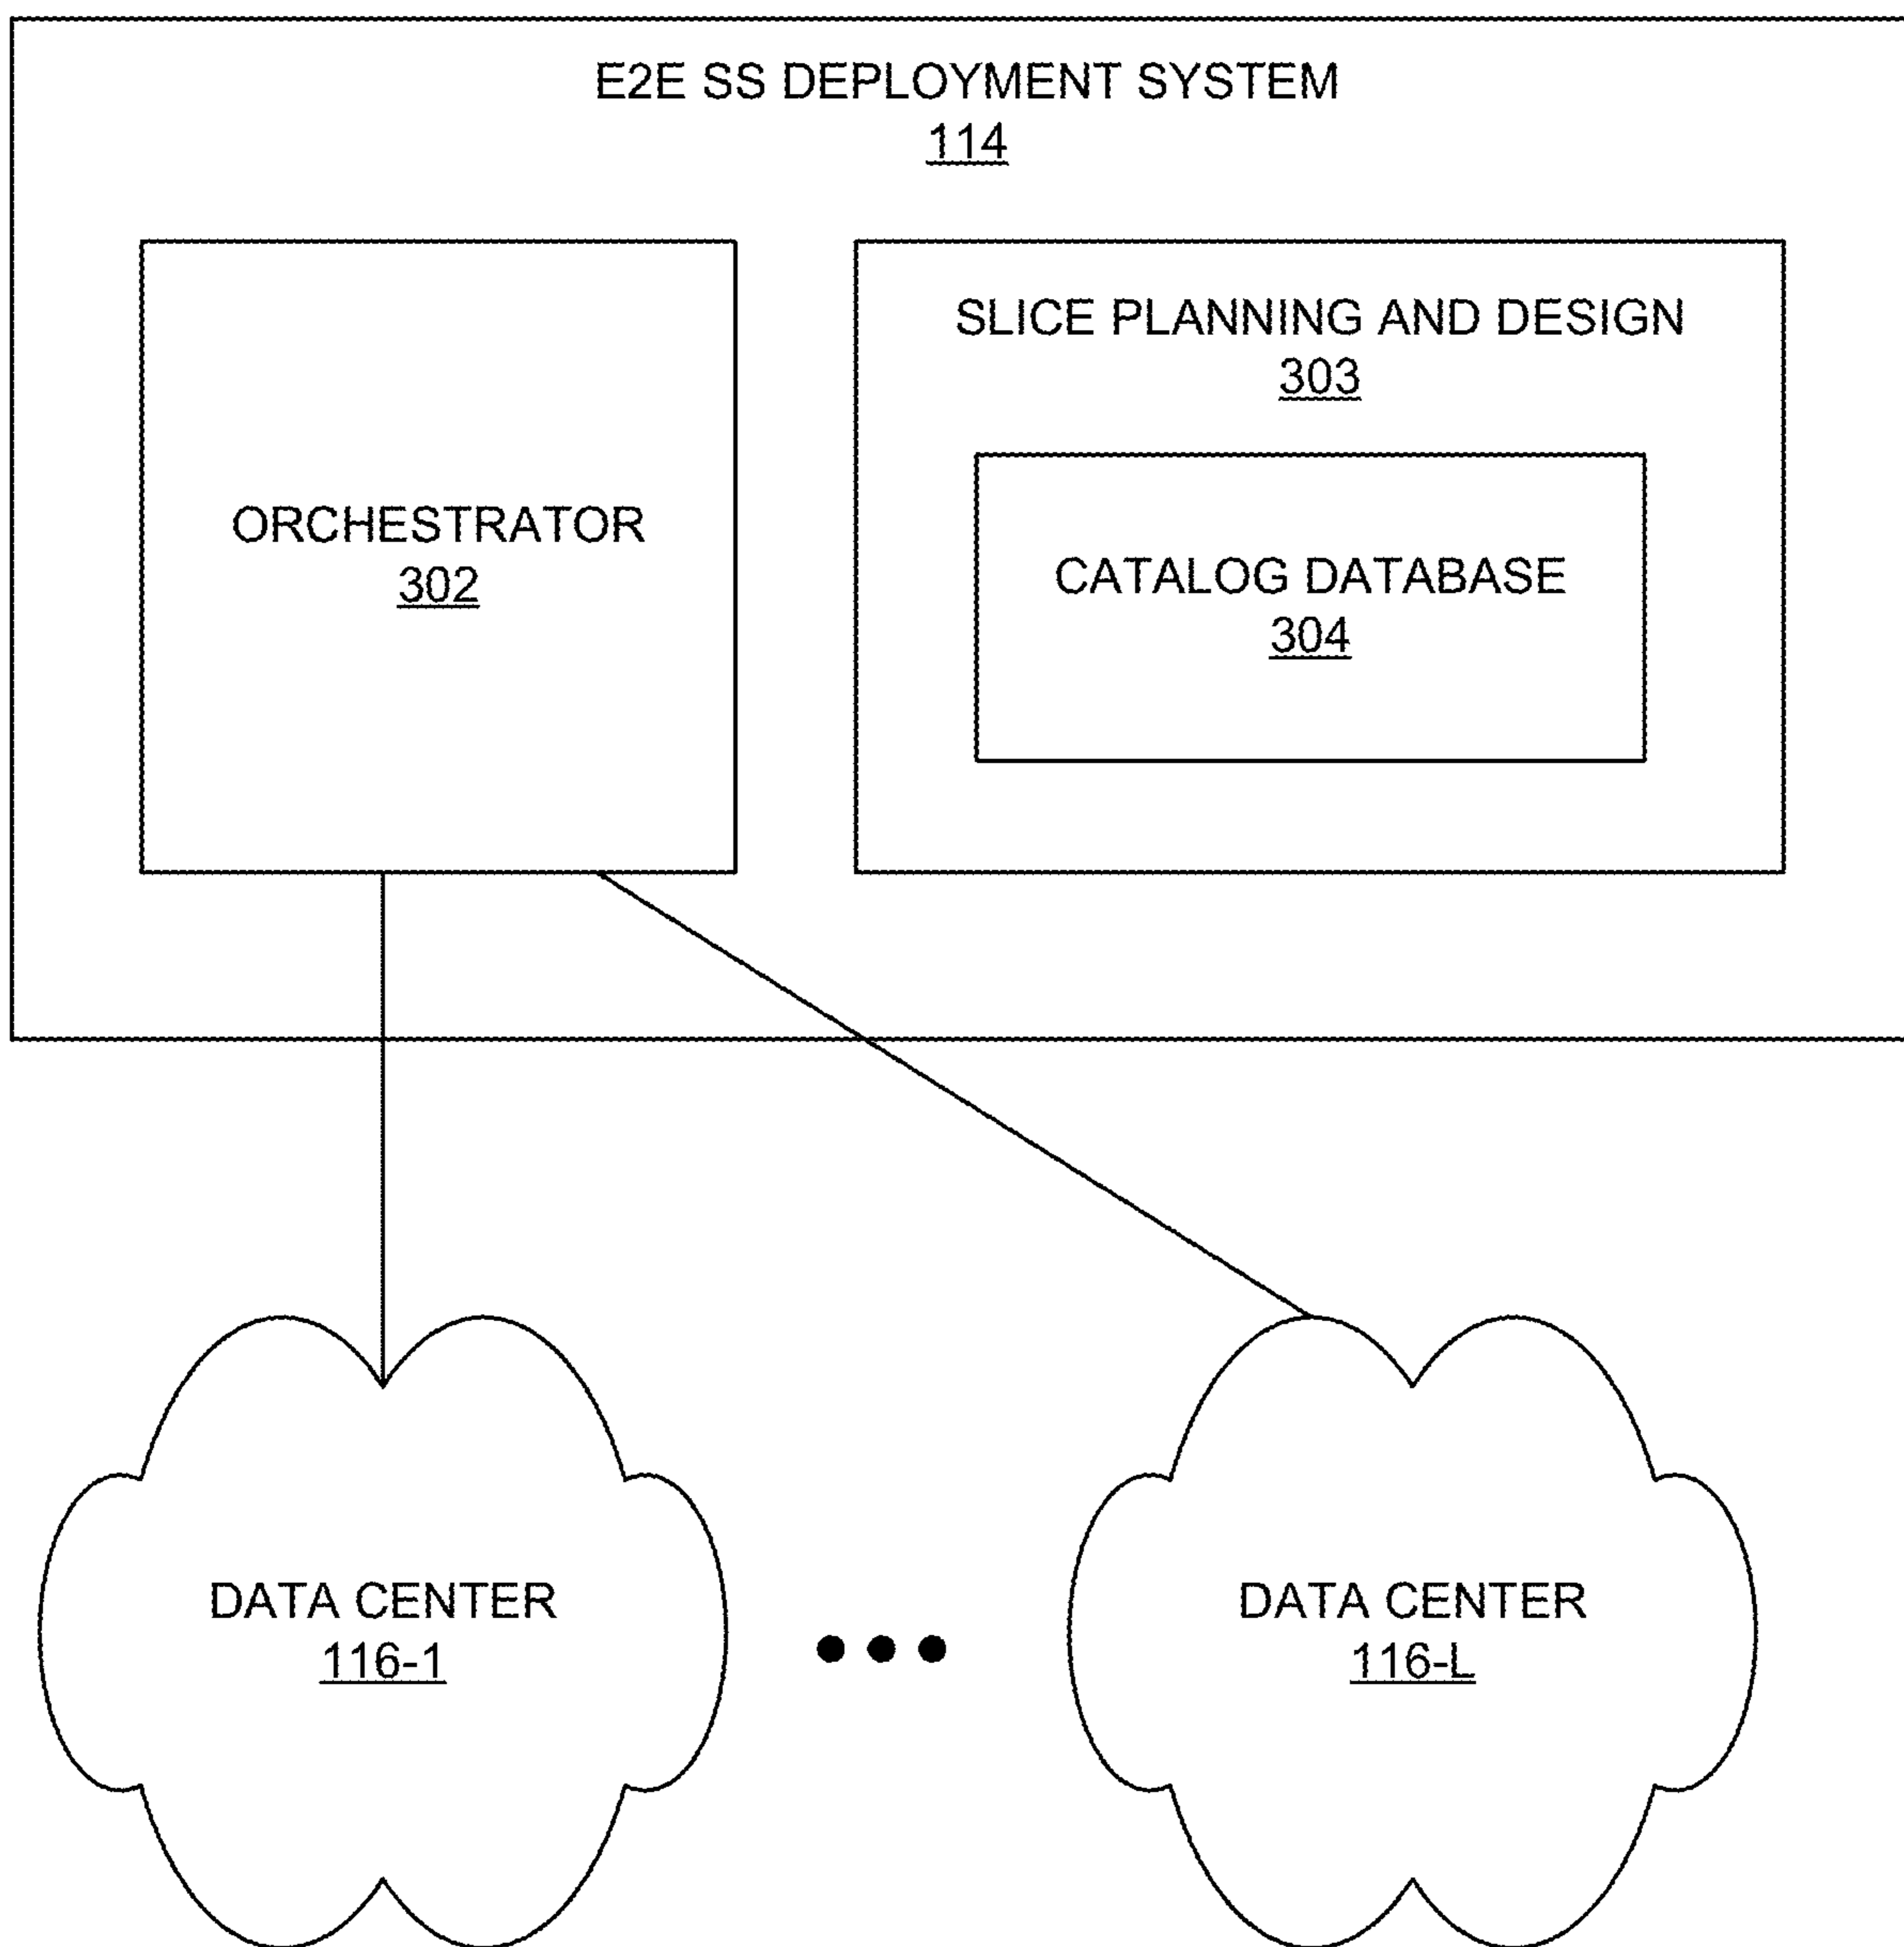 E2E SS DEPLOYMENT SYSTEM
114
ORCHESTRATOR
302
SLICE PLANNING AND DESIGN
303
CATALOG DATABASE
304
DATA CENTER
116-1
DATA CENTER
116-L